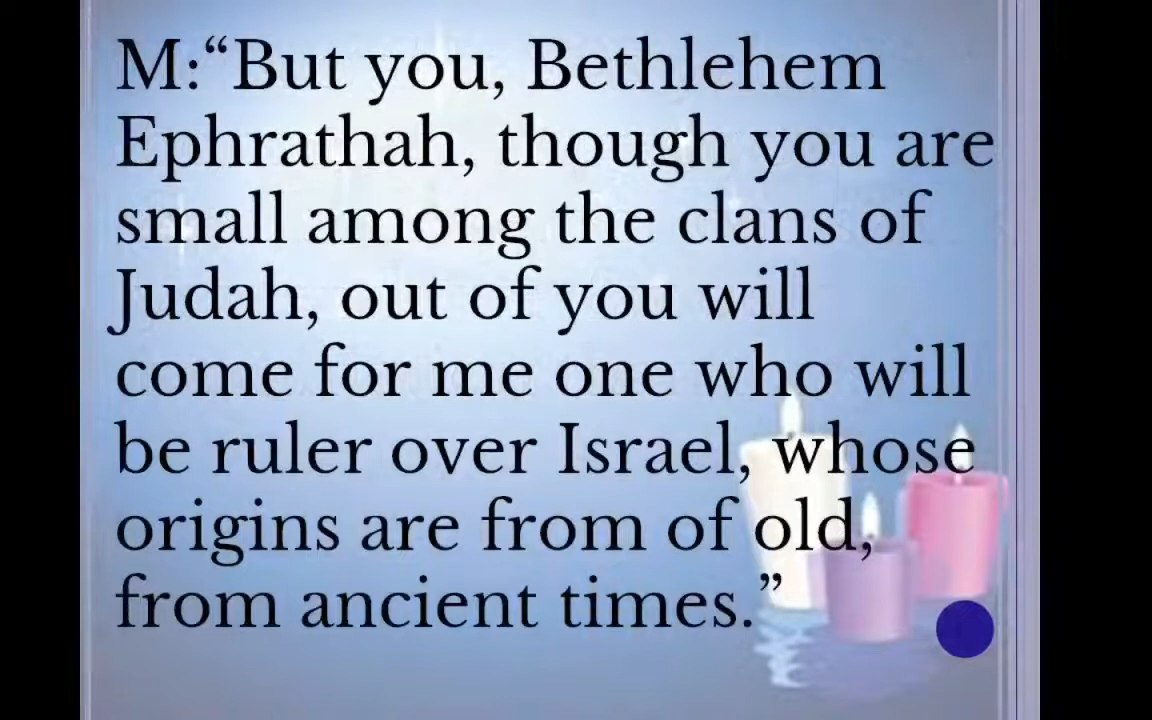 M:“But you, Bethlehem
Ephrathah, though you are
small among the clans of
Judah, out of you will
come for me one who will
be ruler over Israel, whose
origins are from of old,
from ancient times.”